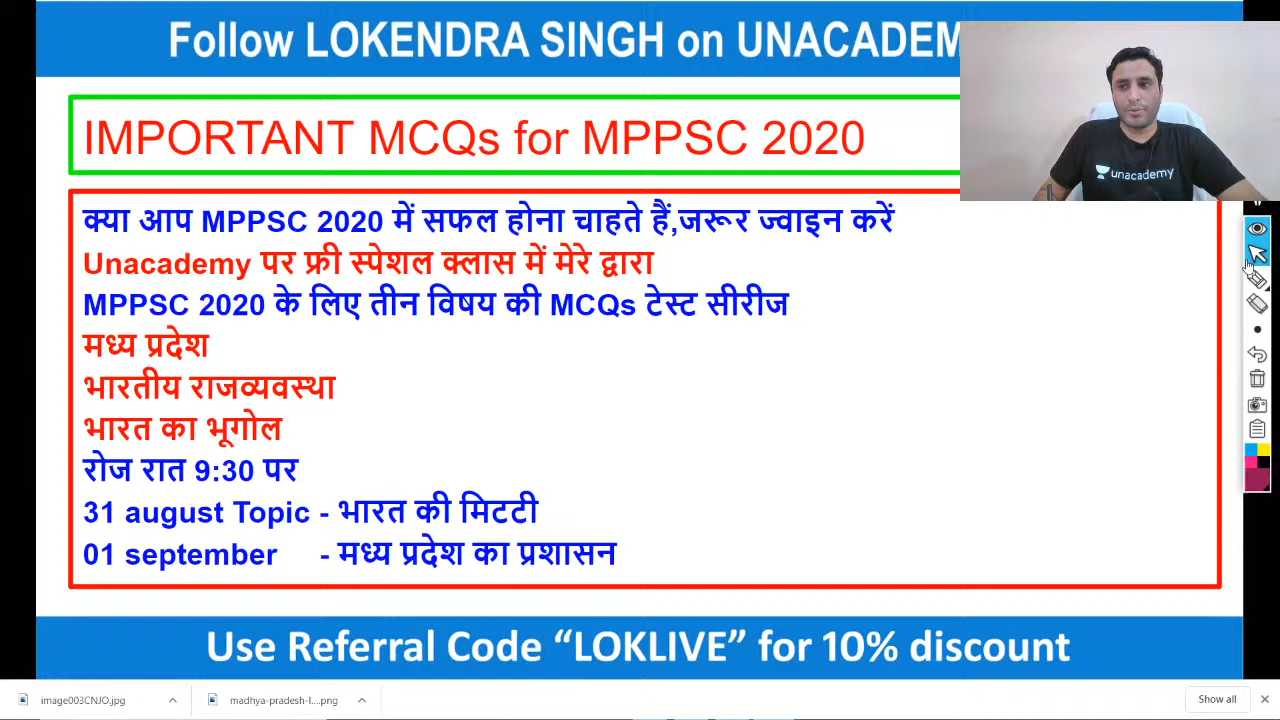 Follow LOKENDRA SINGH on UNACADEM
IMPORTANT MCQs for MPPSC 2020
unacademy
क्या आप MPPSC 2020 में सफल होना चाहते हैं,जरूर ज्वाइन करें
Unacademy पर फ्री स्पेशल क्लास में मेरे द्वारा
MPPSC 2020 के लिए तीन विषय की MCQs टेस्ट सीरीज
मध्य प्रदेश
भारतीय राजव्यवस्था
भारत का भूगोल
रोज रात 9:30 पर
31 august Topic - भारत की मिटटी
01 september - मध्य प्रदेश का प्रशासन
Use Referral Code “LOKLIVE” for 10% discount
image003CNJO.jpg
madhya-pradesh-l....png
Show all